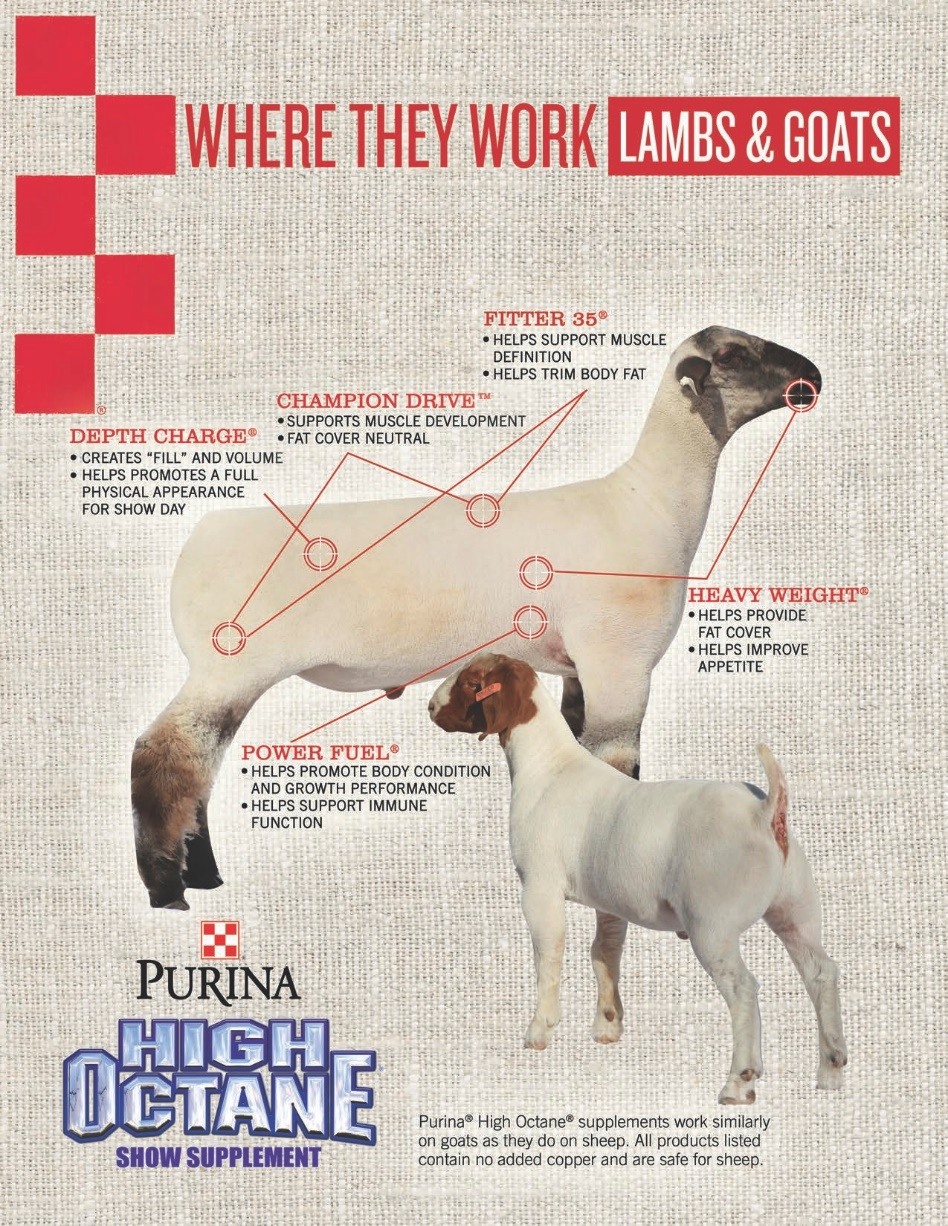 WHERE THEY WORK LAMBS & GOATS
®
FITTER 35®
• HELPS SUPPORT MUSCLE
DEFINITION
• HELPS TRIM BODY FAT
CHAMPION DRIVE™
• SUPPORTS MUSCLE DEVELOPMENT
• FAT COVER NEUTRAL
DEPTH CHARGE®
• CREATES “FILL” AND VOLUME
• HELPS PROMOTES A FULL
PHYSICAL APPEARANCE
FOR SHOW DAY
HEAVY WEIGHT®
• HELPS PROVIDE
FAT COVER
• HELPS IMPROVE
APPETITE
POWER FUEL®
• HELPS PROMOTE BODY CONDITION
AND GROWTH PERFORMANCE
• HELPS SUPPORT IMMUNE
FUNCTION
PURINA
HIGH
OCTANE
SHOW SUPPLEMENT
Purina® High Octane® supplements work similarly
on goats as they do on sheep. All products listed
contain no added copper and are safe for sheep.